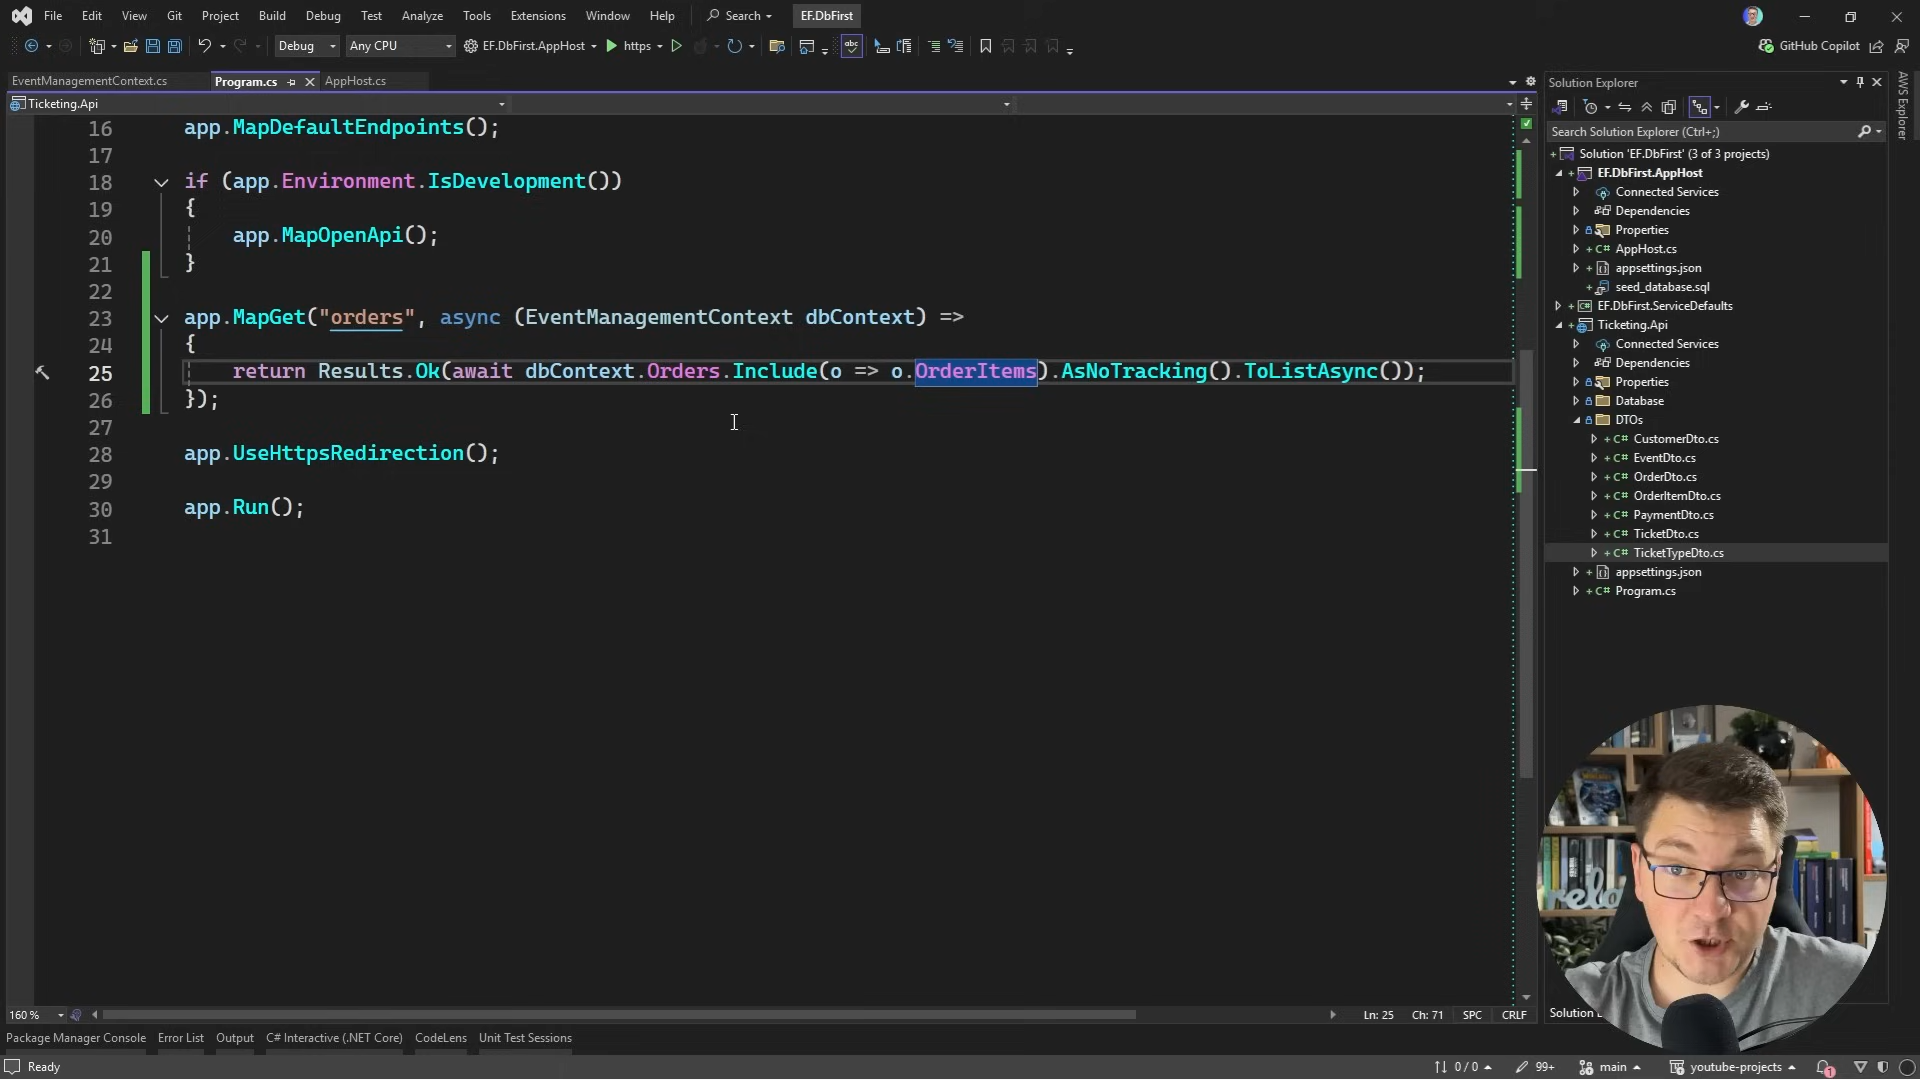 File Edit View Git Project Build Debug Test Analyze Tools Extensions Window Help Search EF.DbFirst
Debug Any CPU EF.DbFirst.AppHost https GitHub Copilot
EventManagementContext.cs Program.cs AppHost.cs
Ticketing.Api
16 app.MapDefaultEndpoints();
17
18 if (app.Environment.IsDevelopment())
19 {
20 app.MapOpenApi();
21 }
22
23 app.MapGet("orders", async (EventManagementContext dbContext) =>
24 {
25 return Results.Ok(await dbContext.Orders.Include(o => o.OrderItems).AsNoTracking().ToListAsync());
26 });
27
28 app.UseHttpsRedirection();
29
30 app.Run();
31
160 % Ln: 25 Ch: 71 SPC CRLF
Solution Explorer
Search Solution Explorer (Ctrl+;)
Solution 'EF.DbFirst' (3 of 3 projects)
EF.DbFirst.AppHost
Connected Services
Dependencies
Properties
C# AppHost.cs
appsettings.json
seed_database.sql
EF.DbFirst.ServiceDefaults
Ticketing.Api
Connected Services
Dependencies
Properties
Database
DTOs
C# CustomerDto.cs
C# EventDto.cs
C# OrderDto.cs
C# OrderItemDto.cs
C# PaymentDto.cs
C# TicketDto.cs
C# TicketTypeDto.cs
appsettings.json
C# Program.cs
AWS Explorer
Package Manager Console Error List Output C# Interactive (.NET Core) CodeLens Unit Test Sessions
Ready 0 / 0 99+ main youtube-projects 1